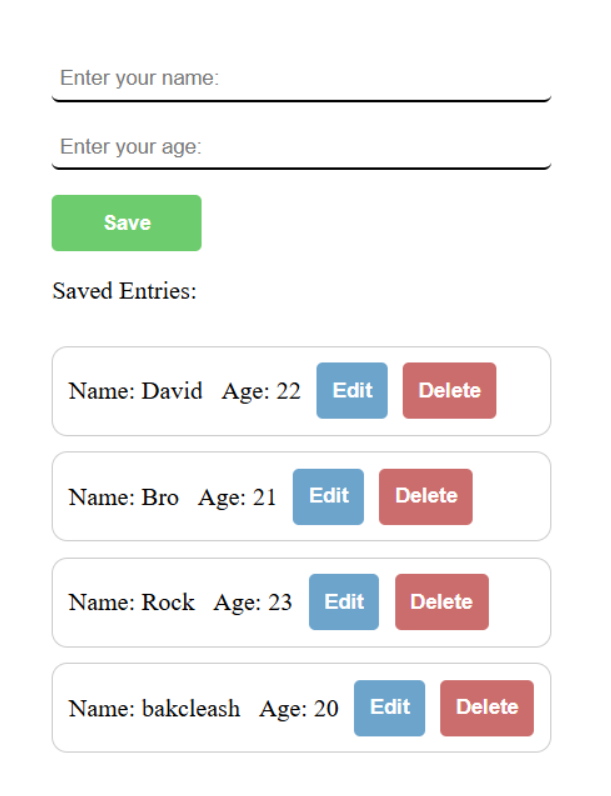 Enter your name:
Enter your age:
Save
Saved Entries:
Name: David Age: 22 Edit Delete
Name: Bro Age: 21 Edit Delete
Name: Rock Age: 23 Edit Delete
Name: bakcleash Age: 20 Edit Delete